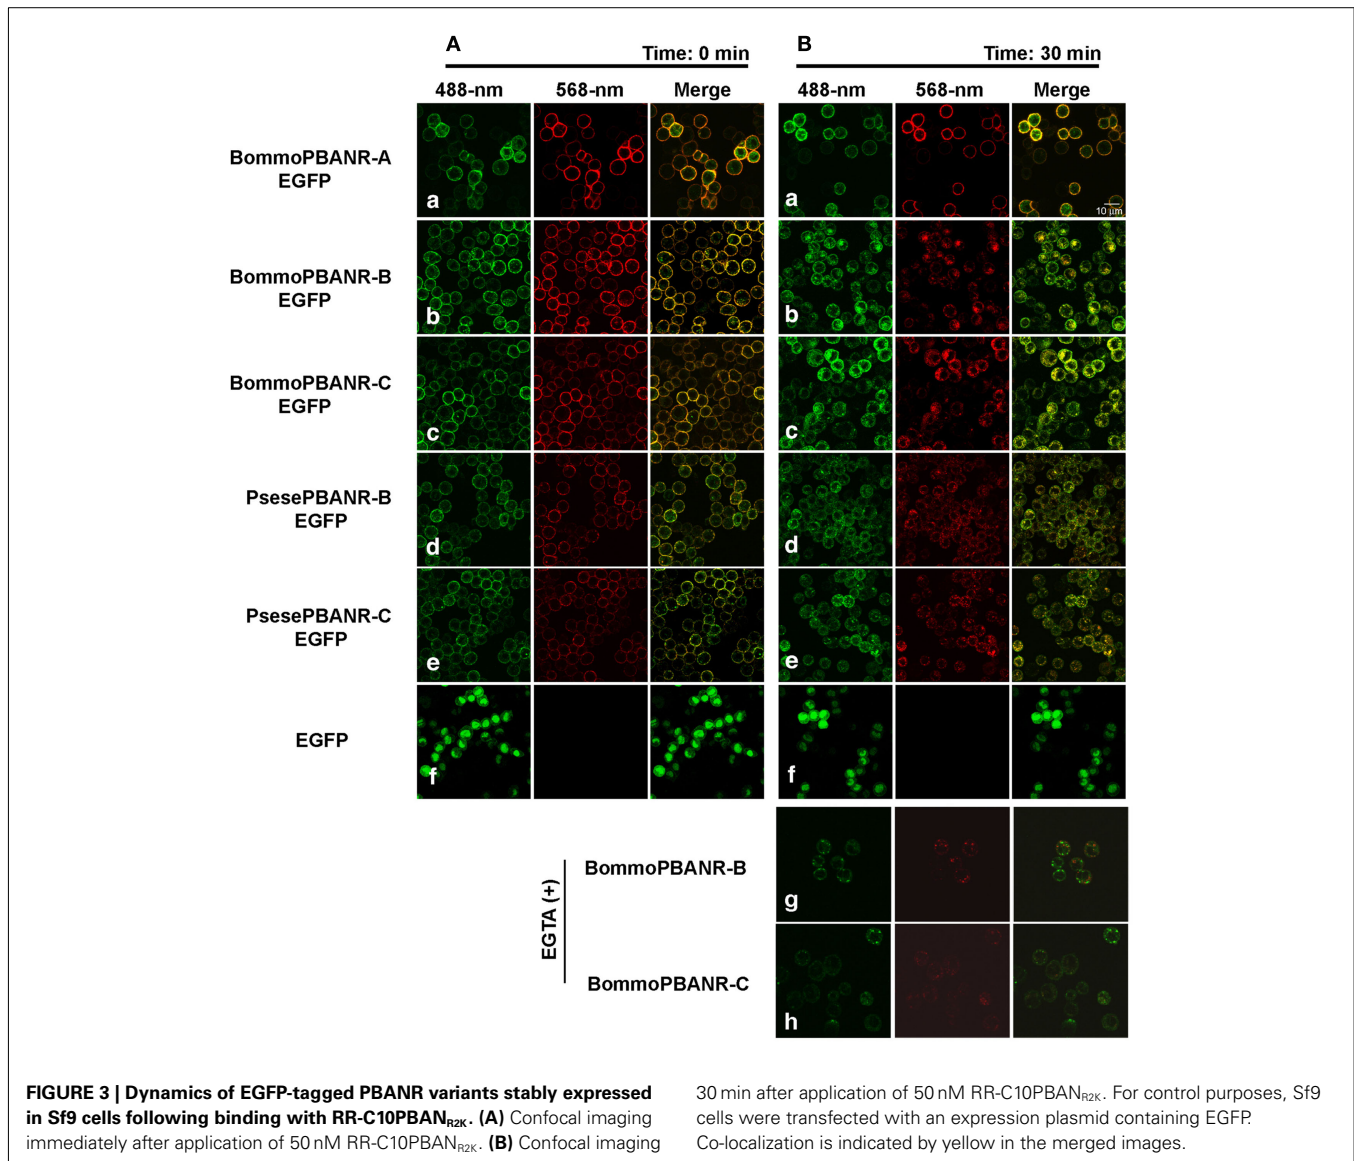 A
Time: 0 min
488-nm 568-nm Merge
B
Time: 30 min
488-nm 568-nm Merge
BommoPBANR-A
EGFP
a
a
10 µm
BommoPBANR-B
EGFP
b
b
BommoPBANR-C
EGFP
c
c
PsesePBANR-B
EGFP
d
d
PsesePBANR-C
EGFP
e
e
EGFP
f
f
EGTA (+)
BommoPBANR-B
g
BommoPBANR-C
h
FIGURE 3 | Dynamics of EGFP-tagged PBANR variants stably expressed
in Sf9 cells following binding with RR-C10PBANR2K. (A) Confocal imaging
immediately after application of 50 nM RR-C10PBANR2K. (B) Confocal imaging
30 min after application of 50 nM RR-C10PBANR2K. For control purposes, Sf9
cells were transfected with an expression plasmid containing EGFP.
Co-localization is indicated by yellow in the merged images.